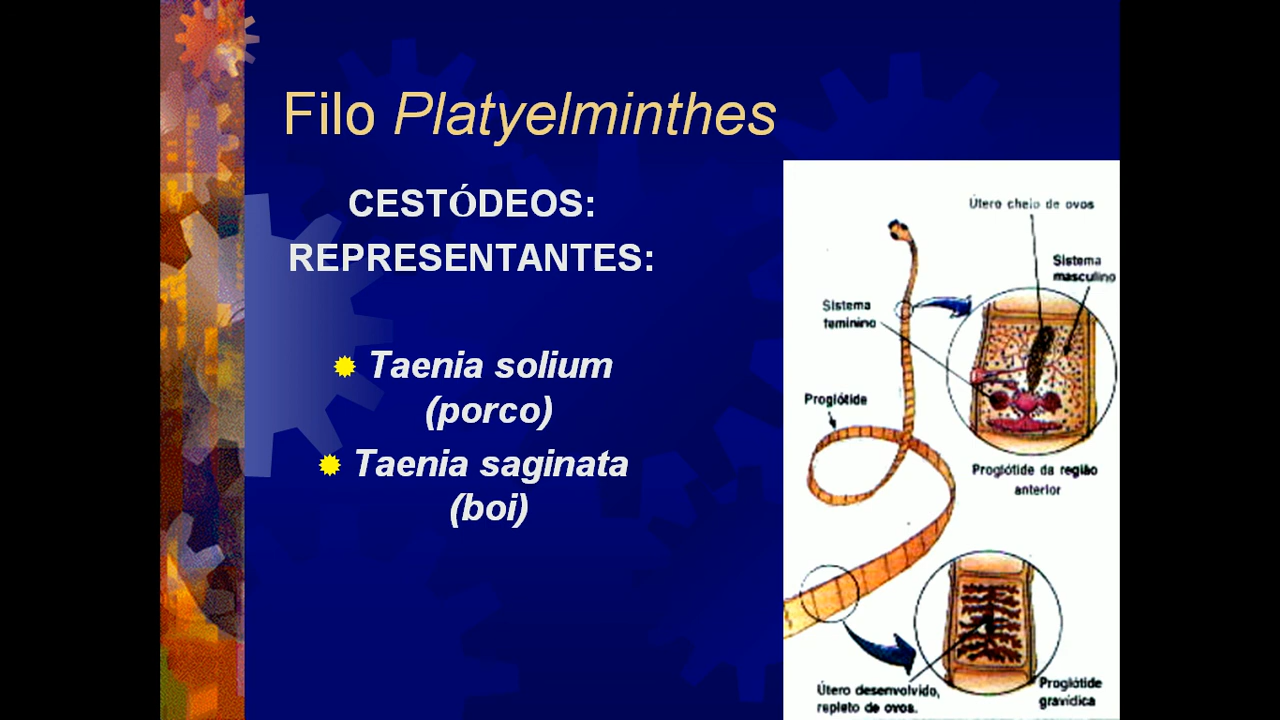 Filo Platyelminthes
CESTÓDEOS:
REPRESENTANTES:
Taenia solium
(porco)
Taenia saginata
(boi)
Útero cheio de ovos
Sistema
masculino
Sistema
feminino
Proglótide
Proglótide da região
anterior
Útero desenvolvido,
repleto de ovos.
Proglótide
gravídica